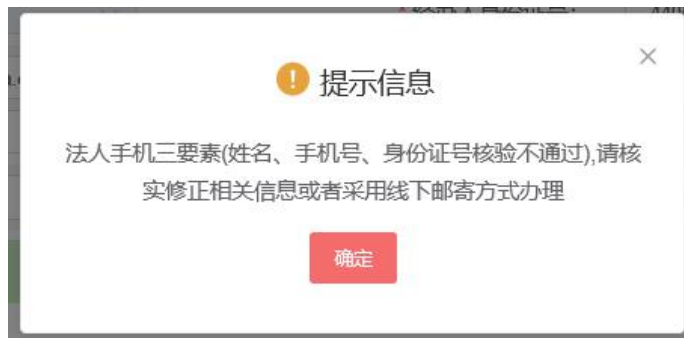 提示信息
法人手机三要素(姓名、手机号、身份证号核验不通过),请核
实修正相关信息或者采用线下邮寄方式办理
确定